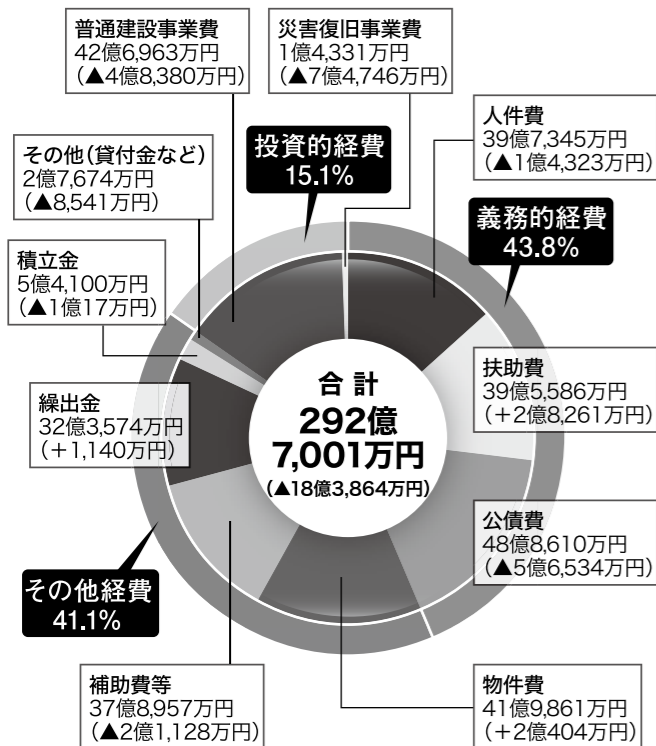 普通建設事業費
42億6,963万円
(▲4億8,380万円)
災害復旧事業費
1億4,331万円
(▲7億4,746万円)
人件費
39億7,345万円
(▲1億4,323万円)
その他(貸付金など)
2億7,674万円
(▲8,541万円)
投資的経費
15.1%
義務的経費
43.8%
積立金
5億4,100万円
(▲1億17万円)
扶助費
39億5,586万円
(+2億8,261万円)
繰出金
32億3,574万円
(+1,140万円)
合計
292億
7,001万円
(▲18億3,864万円)
公債費
48億8,610万円
(▲5億6,534万円)
その他経費
41.1%
補助費等
37億8,957万円
(▲2億1,128万円)
物件費
41億9,861万円
(+2億404万円)